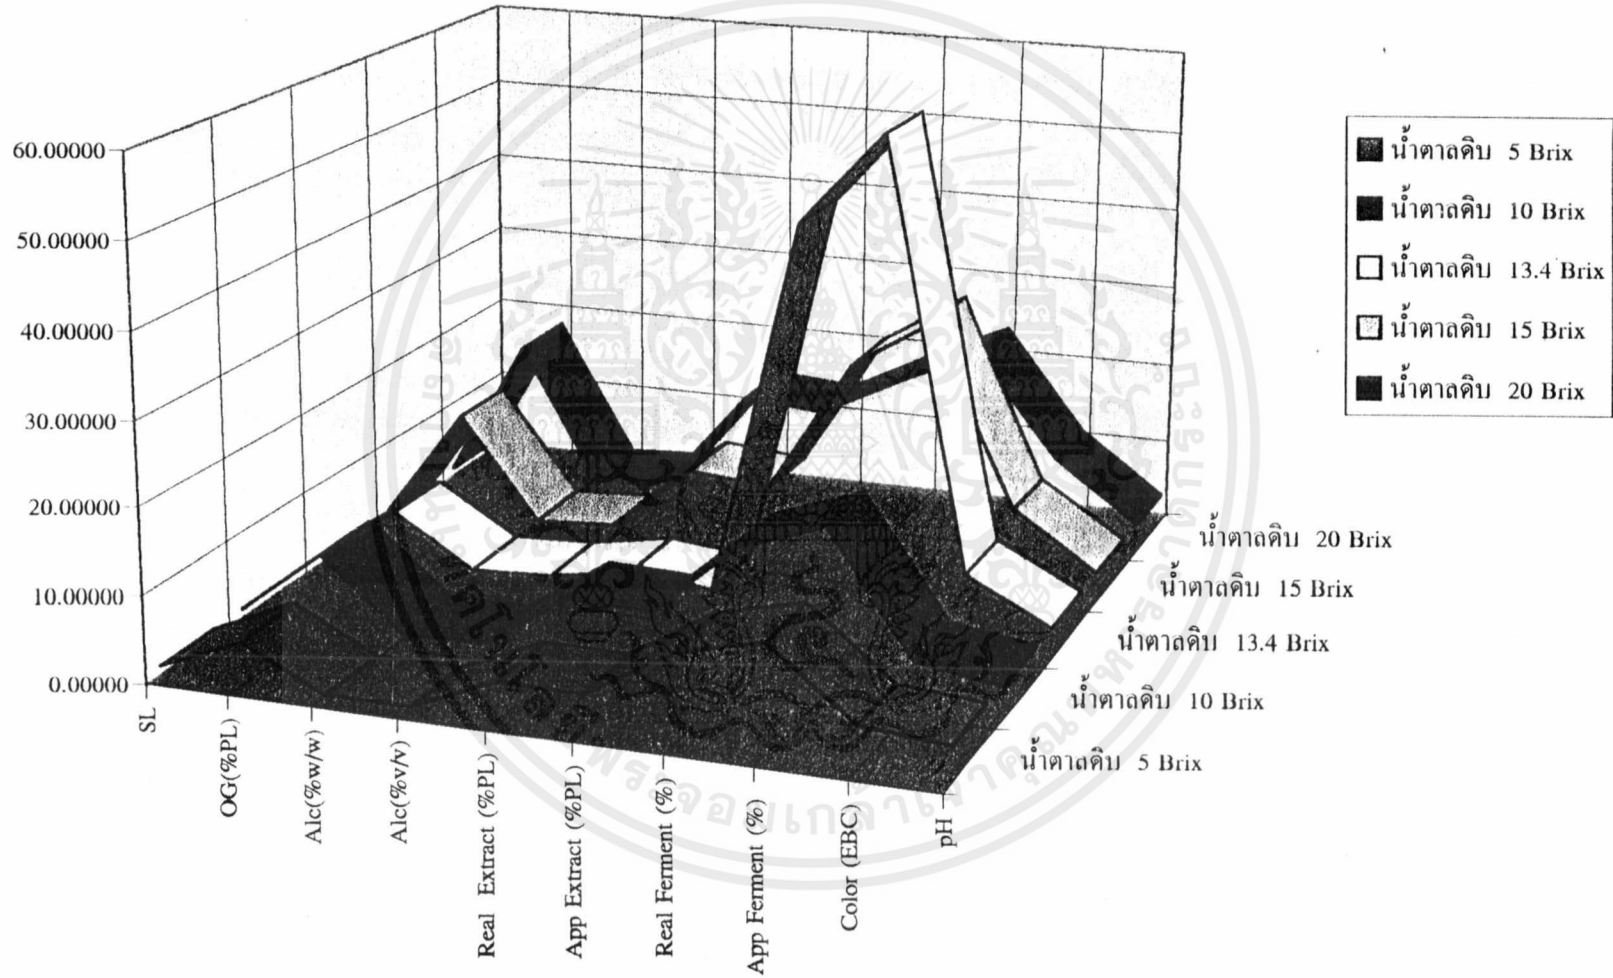 60.00000
50.00000
40.00000
30.00000
20.00000
10.00000
0.00000
SL
OG(%PL)
Alc(%w/w)
Alc(%v/v)
Real Extract (%PL)
App Extract (%PL)
Real Ferment (%)
App Ferment (%)
Color (EBC)
pH
น้ำตาลดิบ 20 Brix
น้ำตาลดิบ 15 Brix
น้ำตาลดิบ 13.4 Brix
น้ำตาลดิบ 10 Brix
น้ำตาลดิบ 5 Brix
น้ำตาลดิบ 5 Brix
น้ำตาลดิบ 10 Brix
น้ำตาลดิบ 13.4 Brix
น้ำตาลดิบ 15 Brix
น้ำตาลดิบ 20 Brix